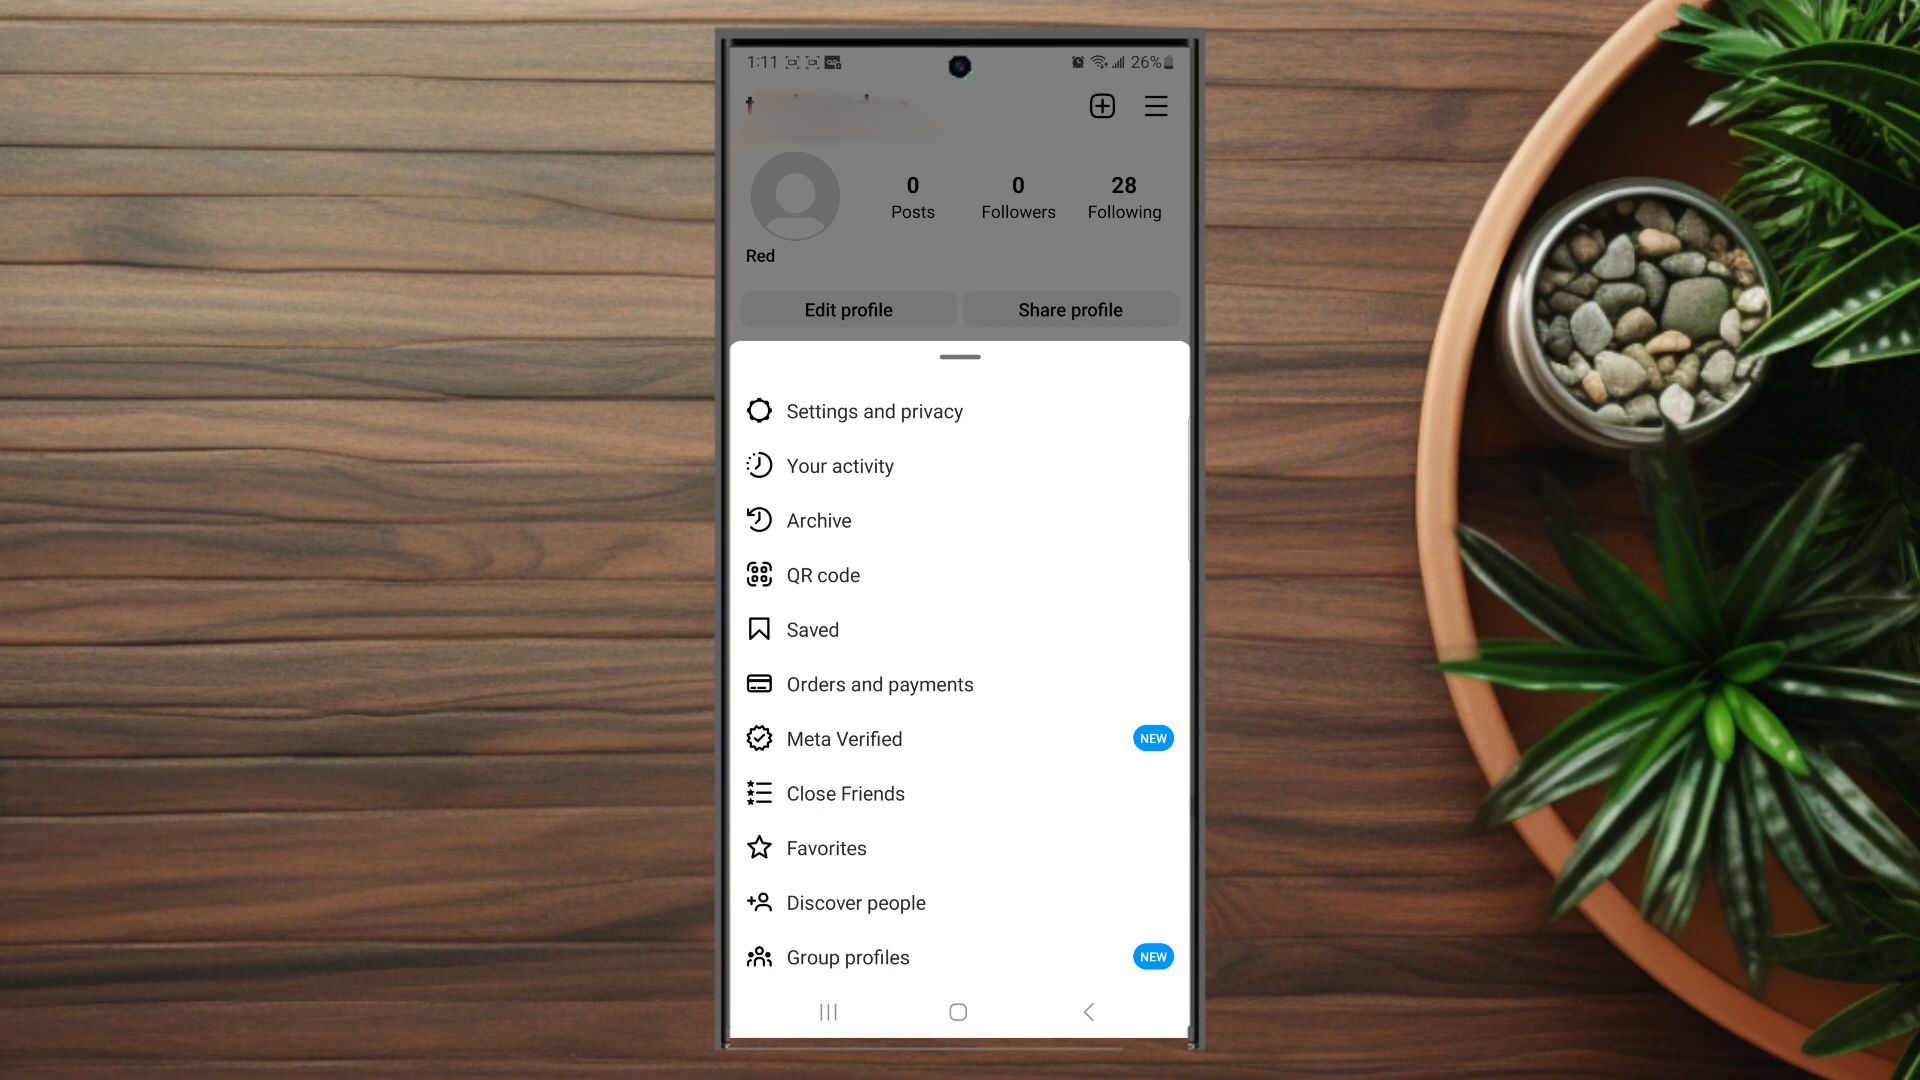 1:11 26%
0 0 28
Posts Followers Following
Red
Edit profile Share profile
Settings and privacy
Your activity
Archive
QR code
Saved
Orders and payments
Meta Verified NEW
Close Friends
Favorites
Discover people
Group profiles NEW